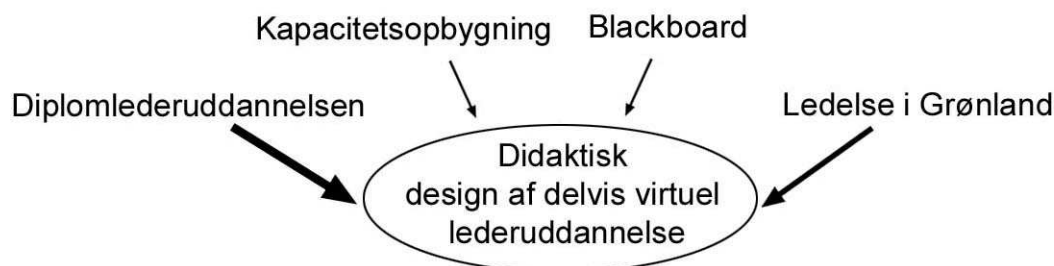 Kapacitetsopbygning
Blackboard
Diplomlederuddannelsen
Ledelse i Grønland
Didaktisk
design af delvis virtuel
lederuddannelse